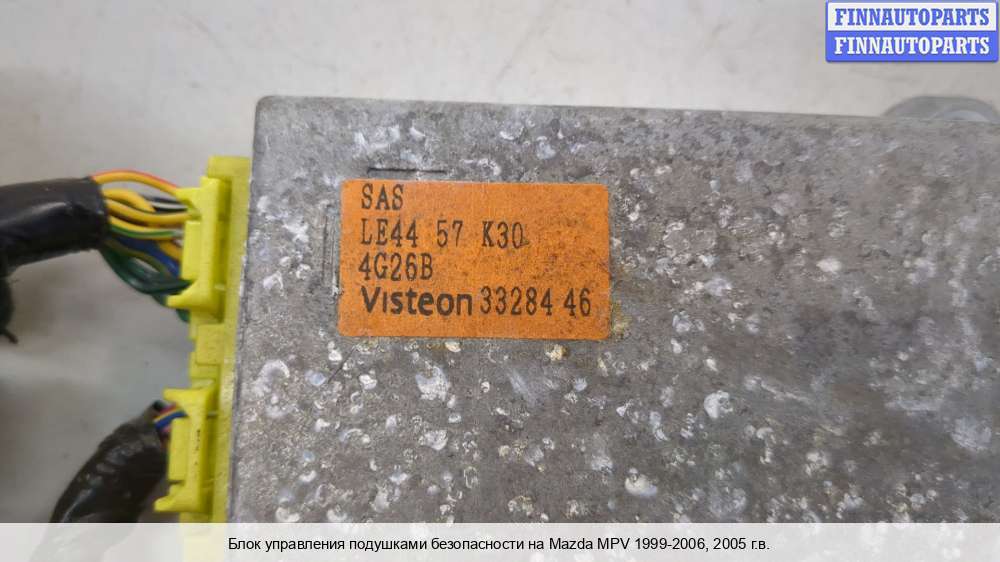 FINNAUTOPARTS
FINNAUTOPARTS
SAS
LE44 57 K30
4G26B
Visteon 33284 46
Блок управления подушками безопасности на Mazda MPV 1999-2006, 2005 г.в.